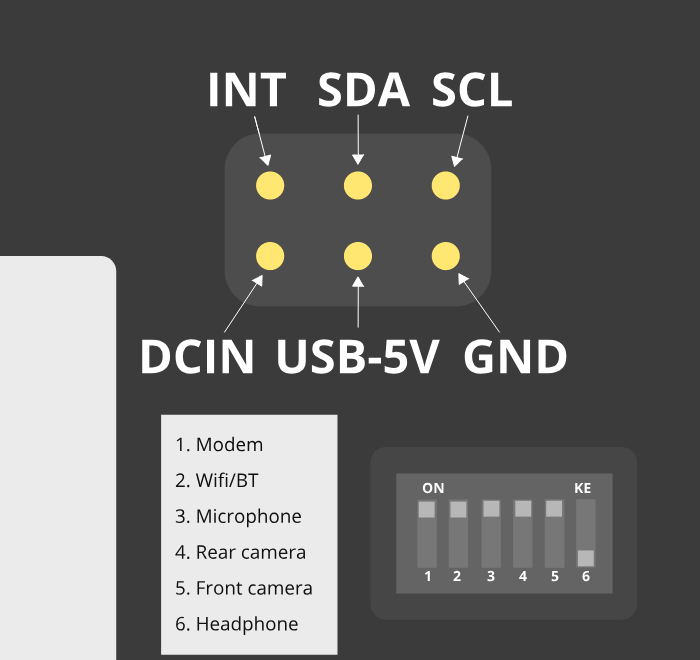 INT SDA SCL
DCIN USB-5V GND
1. Modem
2. Wifi/BT
3. Microphone
4. Rear camera
5. Front camera
6. Headphone
ON KE
1 2 3 4 5 6